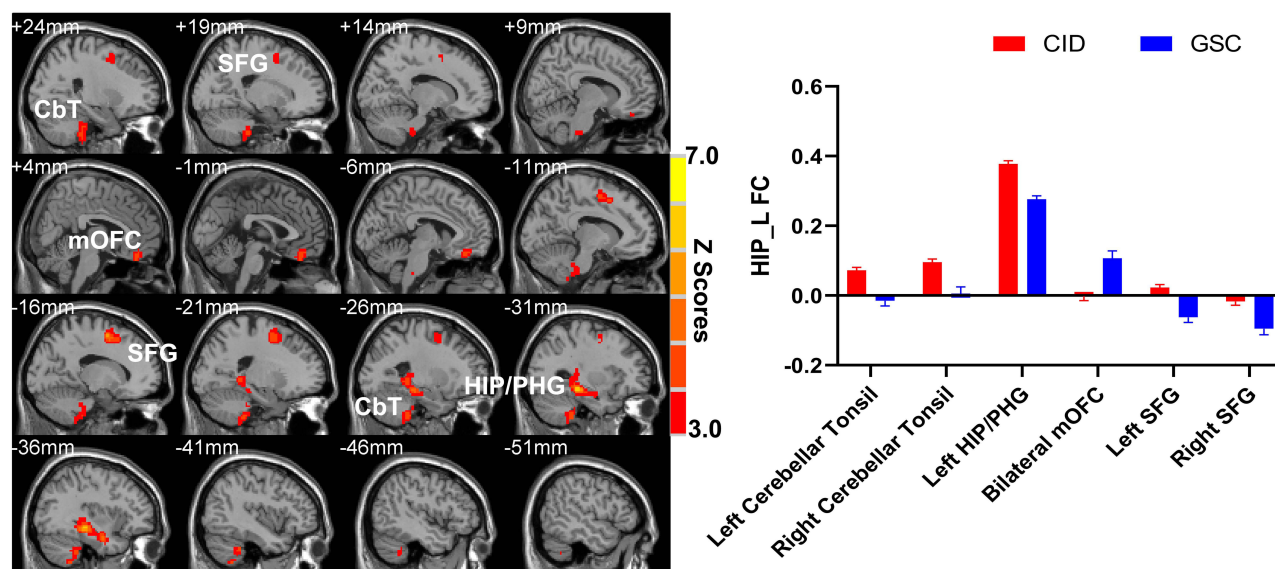 +24mm +19mm +14mm +9mm
SFG
CbT
+4mm -1mm -6mm -11mm
mOFC
-16mm -21mm -26mm -31mm
SFG
HIP/PHG
CbT
-36mm -41mm -46mm -51mm
7.0
Z Scores
3.0
CID GSC
HIP_L FC
0.6
0.4
0.2
0.0
-0.2
Left Cerebellar Tonsil
Right Cerebellar Tonsil
Left HIP/PHG
Bilateral mOFC
Left SFG
Right SFG